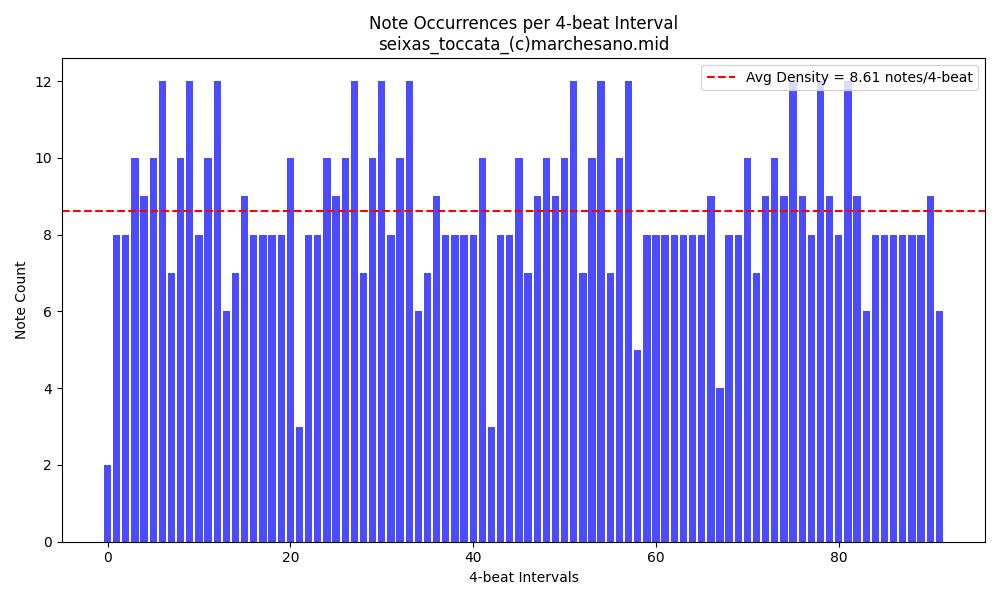 Note Occurrences per 4-beat Interval
seixas_toccata_(c)marchesano.mid
Avg Density = 8.61 notes/4-beat
Note Count
12
10
8
6
4
2
0
0 20 40 60 80
4-beat Intervals